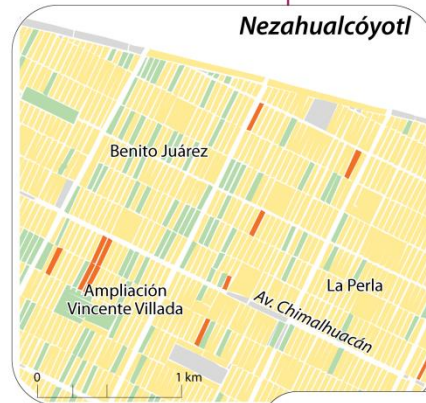 Nezahualcóyotl
Benito Juárez
La Perla
Ampliación
Vincente Villada
Av. Chimalhuacán
0 1 km